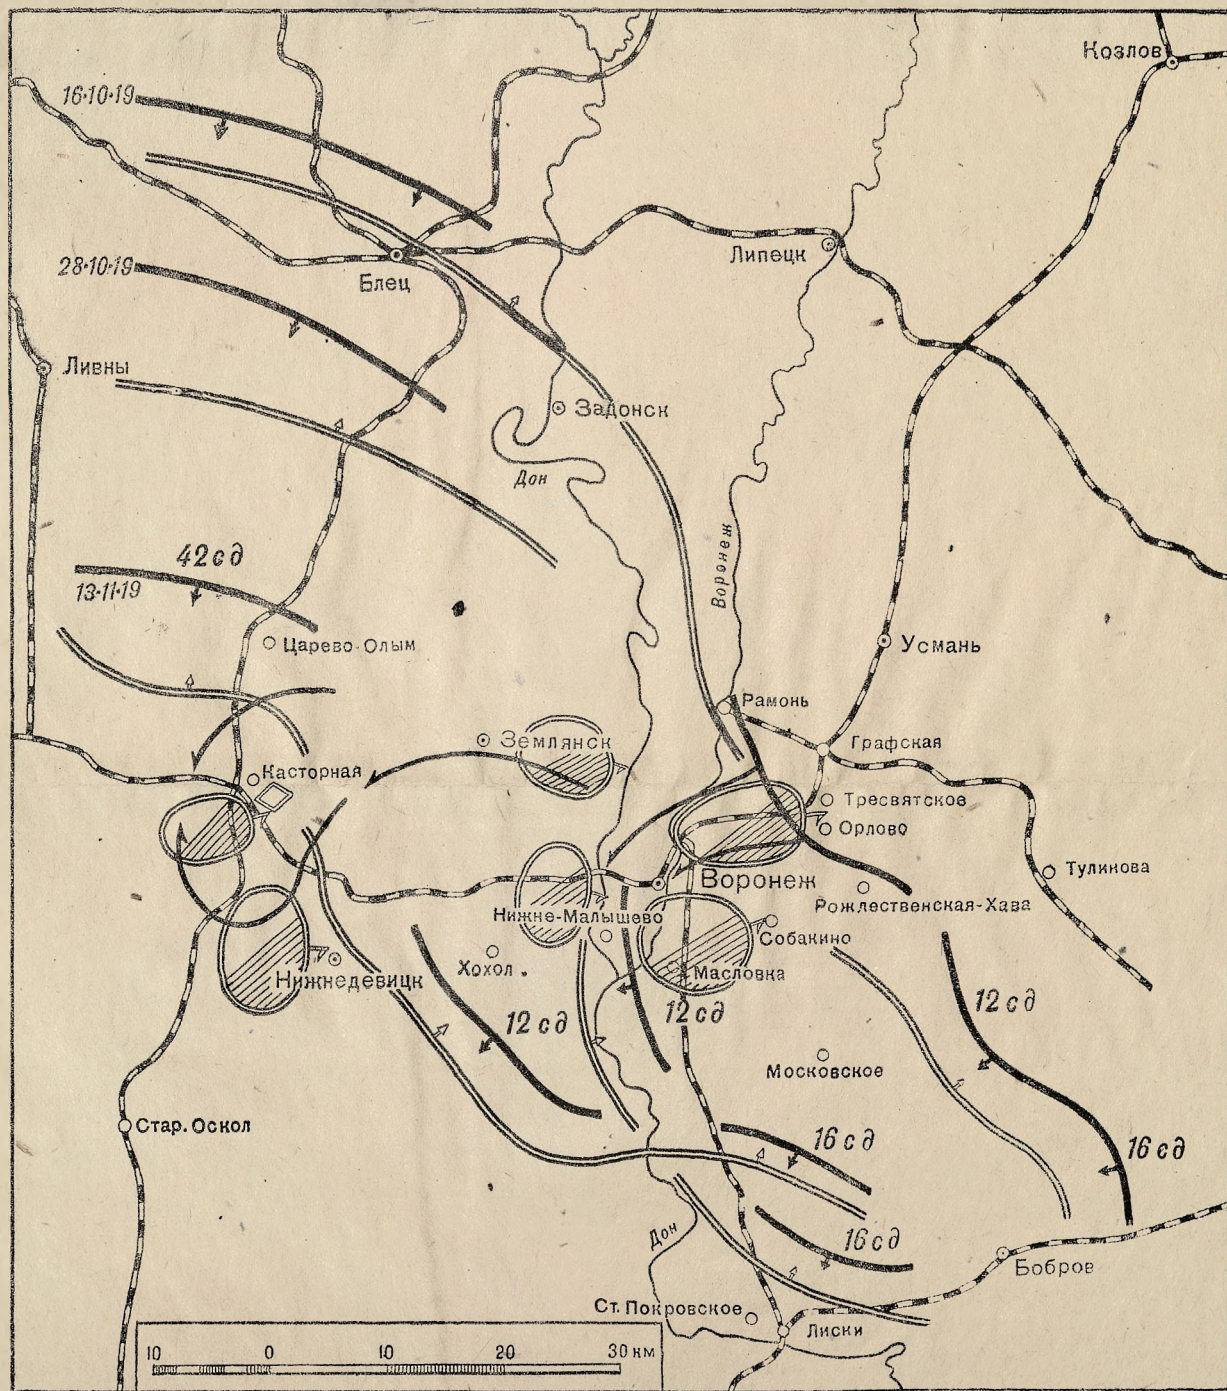 Козлов
16·10·19
Липецк
28·10·19
Блец
Ливны
Задонск
Дон
Воронеж
42 сд
13·11·19
Царево-Олым
Усмань
Рамонь
Землянск
Графская
Касторная
Тресвятское
Орлово
Тулинова
Воронеж
Рождественская-Хава
Нижне-Малышево
Собакино
Хохол.
Масловка
Нижнедевицк
12 сд
12 сд
12 сд
Московское
Стар. Оскол
16 сд
16 сд
Дон
16 сд
Бобров
Ст. Покровское
Лиски
10 0 10 20 30 км